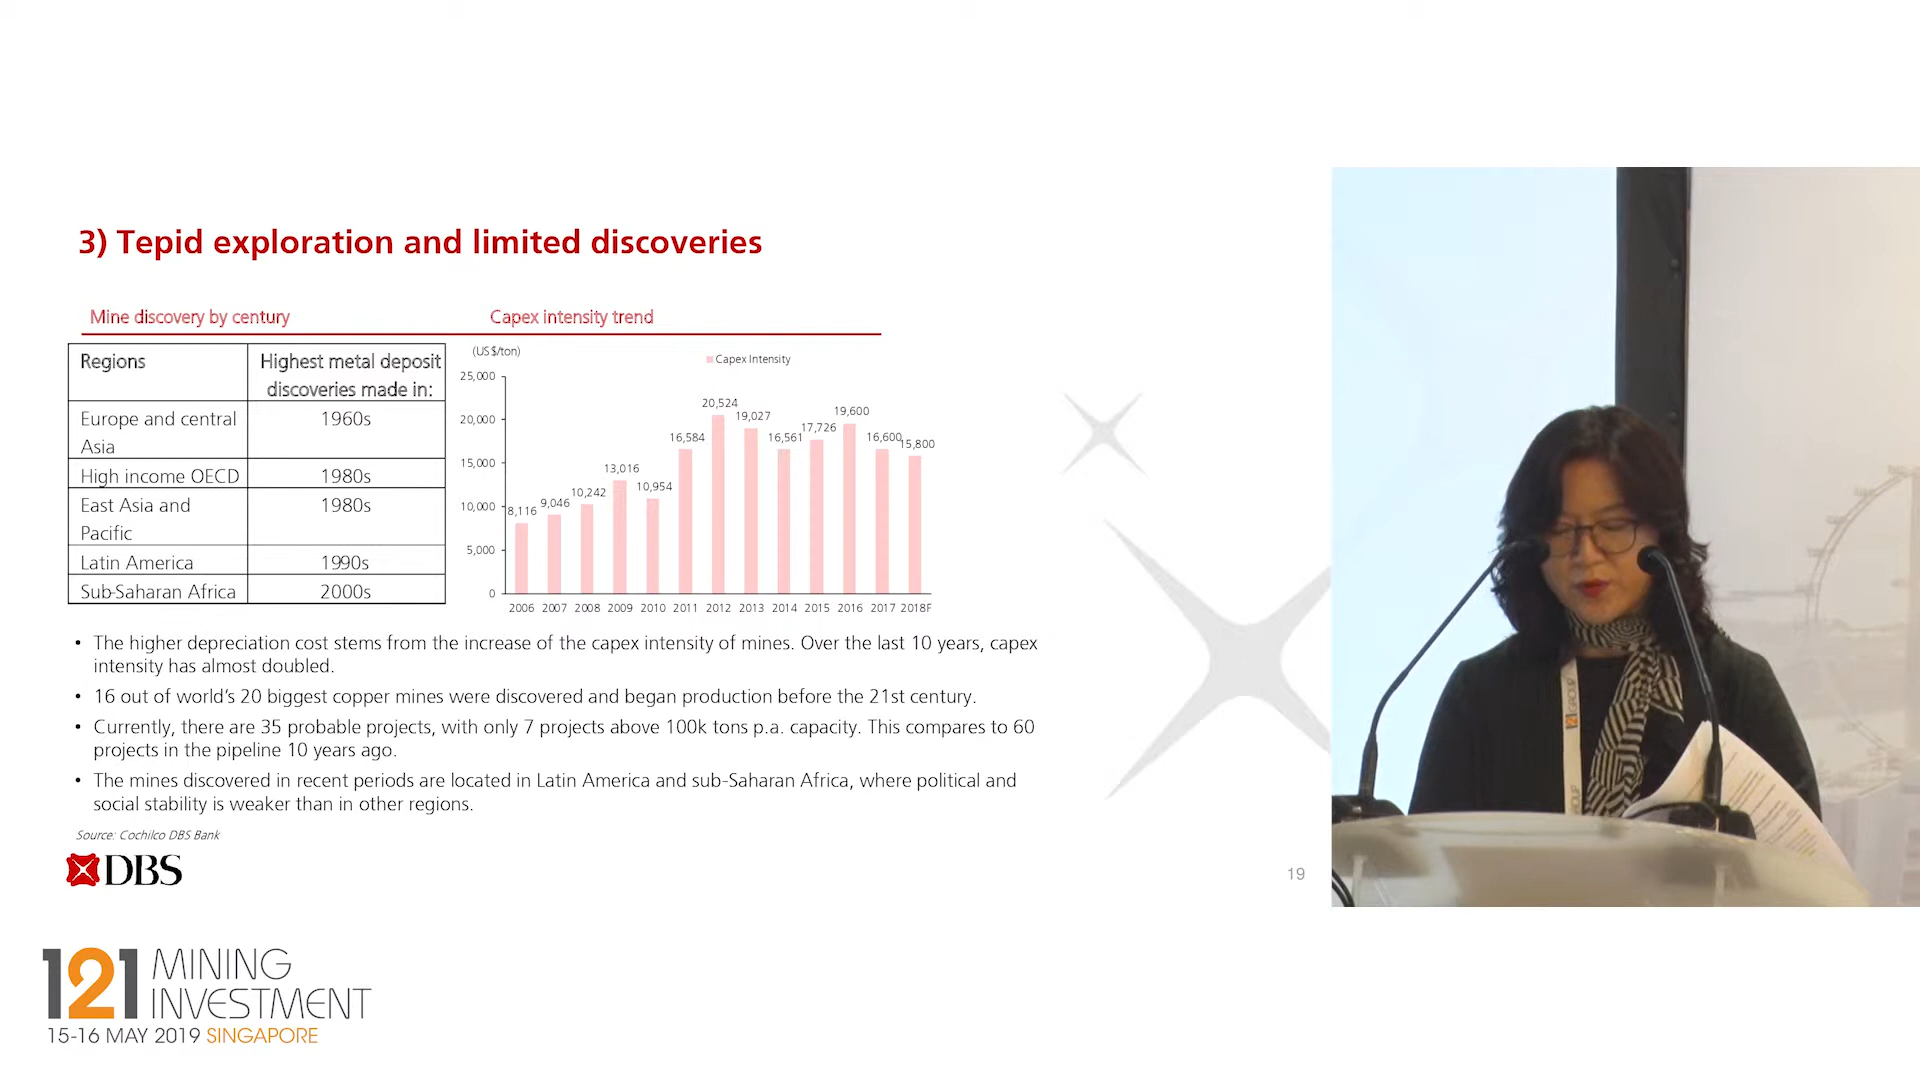 3) Tepid exploration and limited discoveries
Mine discovery by century
Capex intensity trend
Regions
Highest metal deposit
discoveries made in:
Europe and central
Asia
1960s
High income OECD
1980s
East Asia and
Pacific
1980s
Latin America
1990s
Sub-Saharan Africa
2000s
(US$/ton)
Capex Intensity
25,000
20,000
15,000
10,000
5,000
0
8,116
9,046
10,242
13,016
10,954
16,584
20,524
19,027
16,561
17,726
19,600
16,600
15,800
2006 2007 2008 2009 2010 2011 2012 2013 2014 2015 2016 2017 2018F
• The higher depreciation cost stems from the increase of the capex intensity of mines. Over the last 10 years, capex
intensity has almost doubled.
• 16 out of world's 20 biggest copper mines were discovered and began production before the 21st century.
• Currently, there are 35 probable projects, with only 7 projects above 100k tons p.a. capacity. This compares to 60
projects in the pipeline 10 years ago.
• The mines discovered in recent periods are located in Latin America and sub-Saharan Africa, where political and
social stability is weaker than in other regions.
Source: Cochilco DBS Bank
DBS
19
121 MINING
INVESTMENT
15-16 MAY 2019 SINGAPORE
121 GROUP